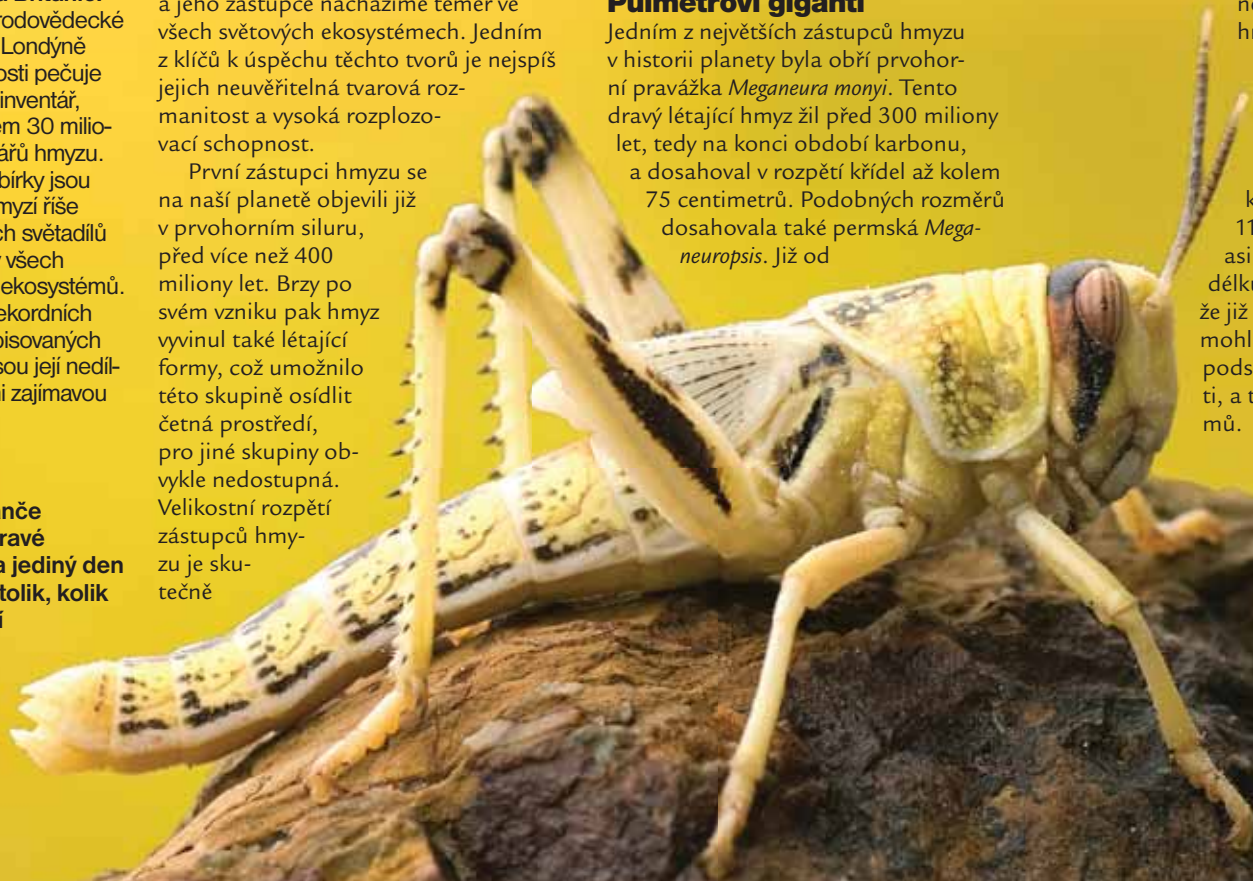 rodovědecké
Londýně
osti pečuje
inventář,
em 30 milio-
ářů hmyzu.
bírky jsou
myzí říše
ch světadílů
všech
ekosystémů.
ekordních
pisovaných
sou její nedíl-
i zajímavou
nče
ravé
a jediný den
tolik, kolik
í
a jeho zástupce nacházíme téměř ve
všech světových ekosystémech. Jedním
z klíčů k úspěchu těchto tvorů je nejspíš
jejich neuvěřitelná tvarová roz-
manitost a vysoká rozplozo-
vací schopnost.
První zástupci hmyzu se
na naší planetě objevili již
v prvohorním siluru,
před více než 400
miliony let. Brzy po
svém vzniku pak hmyz
vyvinul také létající
formy, což umožnilo
této skupině osídlit
četná prostředí,
pro jiné skupiny ob-
vykle nedostupná.
Velikostní rozpětí
zástupců hmy-
zu je sku-
tečně
Půlmetroví giganti
Jedním z největších zástupců hmyzu
v historii planety byla obří prvohor-
ní pravážka Meganeura monyi. Tento
dravý létající hmyz žil před 300 miliony
let, tedy na konci období karbonu,
a dosahoval v rozpětí křídel až kolem
75 centimetrů. Podobných rozměrů
dosahovala také permská Mega-
neuropsis. Již od
ne
hr
k
11
asi
délku
že již
mohl
pods
ti, a t
mů.